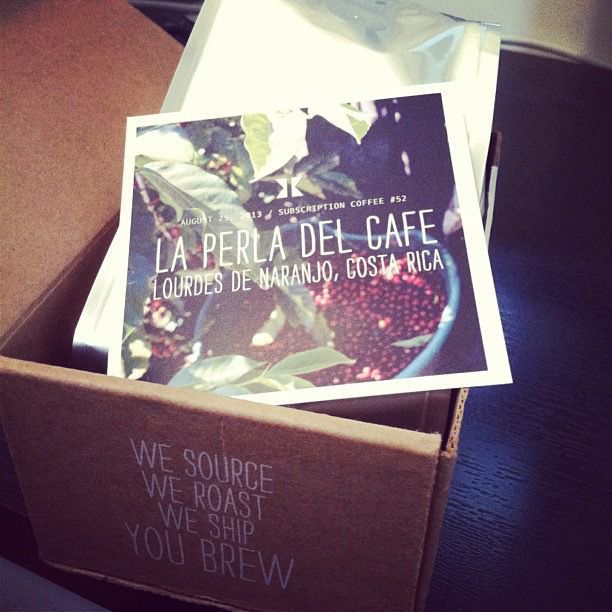 AUGUST 25, 2013 / SUBSCRIPTION COFFEE #52
LA PERLA DEL CAFE
LOURDES DE NARANJO, COSTA RICA
WE SOURCE
WE ROAST
WE SHIP
YOU BREW